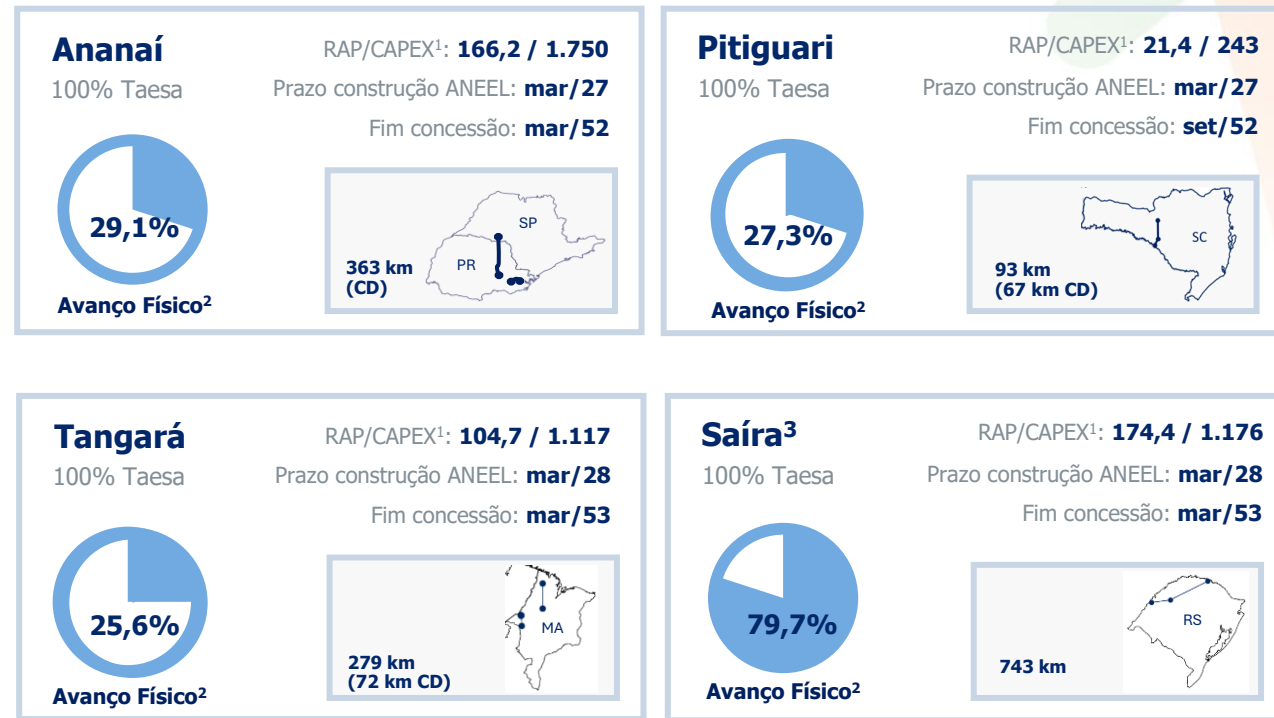 Ananaí
100% Taesa
RAP/CAPEX¹: 166,2 / 1.750
Prazo construção ANEEL: mar/27
Fim concessão: mar/52
29,1%
Avanço Físico²
SP
PR
363 km
(CD)
Pitiguari
100% Taesa
RAP/CAPEX¹: 21,4 / 243
Prazo construção ANEEL: mar/27
Fim concessão: set/52
27,3%
Avanço Físico²
SC
93 km
(67 km CD)
Tangará
100% Taesa
RAP/CAPEX¹: 104,7 / 1.117
Prazo construção ANEEL: mar/28
Fim concessão: mar/53
25,6%
Avanço Físico²
MA
279 km
(72 km CD)
Saíra³
100% Taesa
RAP/CAPEX¹: 174,4 / 1.176
Prazo construção ANEEL: mar/28
Fim concessão: mar/53
79,7%
Avanço Físico²
RS
743 km